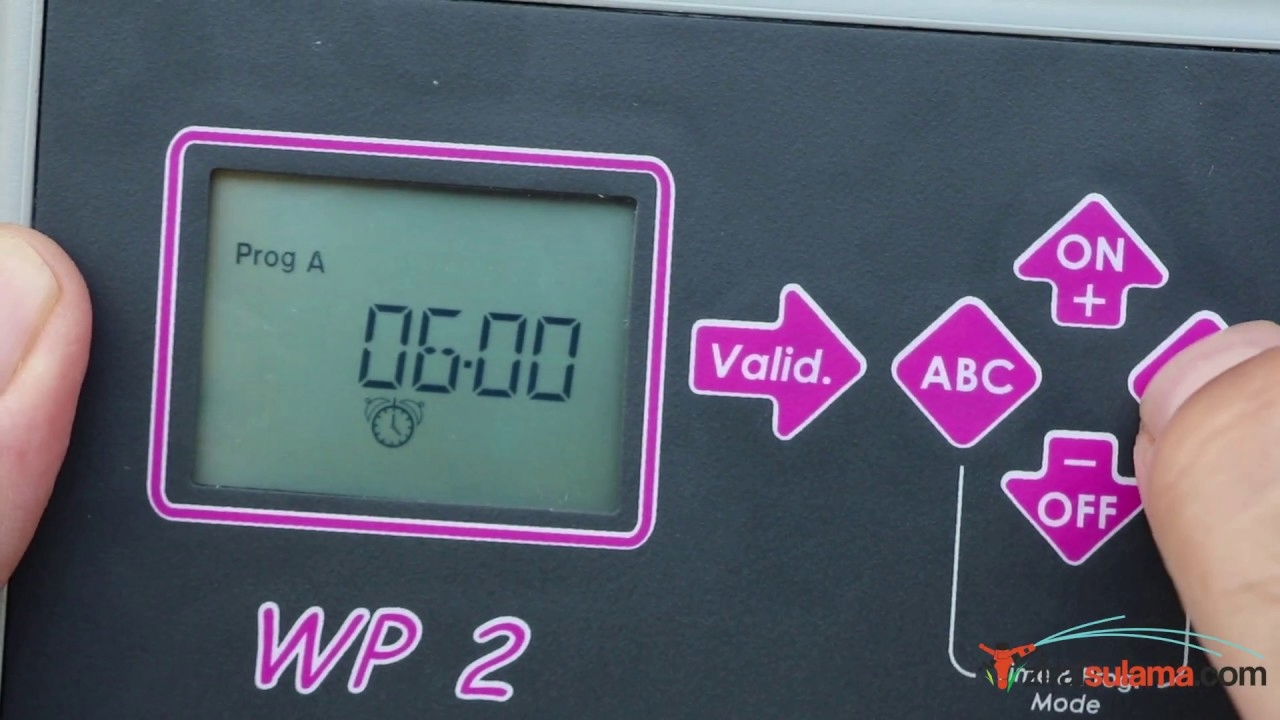 Prog A
06:00
Valid.
ABC
ON
+
−
OFF
WP 2
sulama.com
Mode